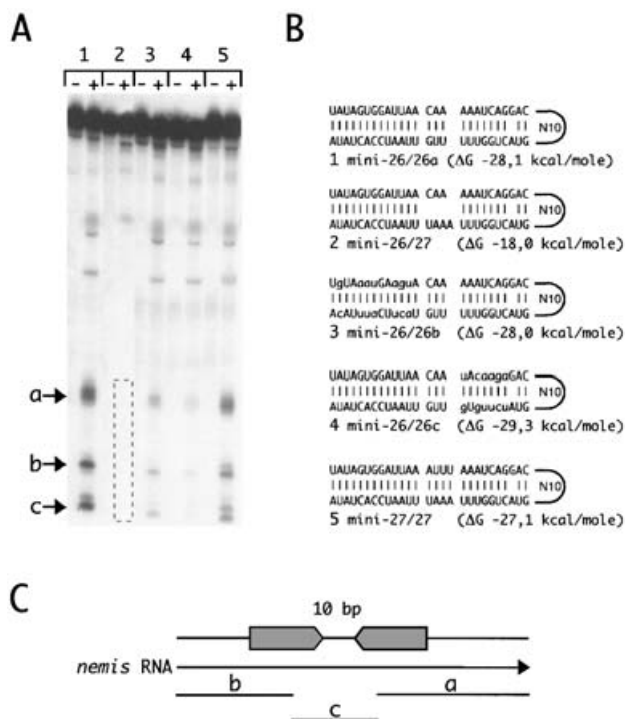 A
B
1 2 3 4 5
- + - + - + - + - +
a
b
c
UAUAGUGGAUUAA CAA AAAUCAGGAC
N10
AUAUCACCUAAUU GUU UUUGGUCAUG
1 mini-26/26a (ΔG -28,1 kcal/mole)
UAUAGUGGAUUAA CAA AAAUCAGGAC
N10
AUAUCACCUAAUU UAAA UUUGGUCAUG
2 mini-26/27 (ΔG -18,0 kcal/mole)
UgUAaauGAaguA CAA AAAUCAGGAC
N10
AcAUuuaCUucaU GUU UUUGGUCAUG
3 mini-26/26b (ΔG -28,0 kcal/mole)
UAUAGUGGAUUAA CAA uAcaagaGAC
N10
AUAUCACCUAAUU GUU gUguucuAUG
4 mini-26/26c (ΔG -29,3 kcal/mole)
UAUAGUGGAUUAA AUUU AAAUCAGGAC
N10
AUAUCACCUAAUU UAAA UUUGGUCAUG
5 mini-27/27 (ΔG -27,1 kcal/mole)
C
10 bp
nemis RNA
b
a
c